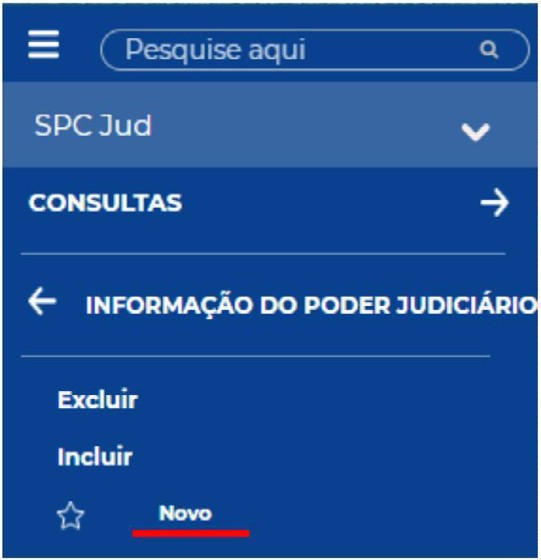 Pesquise aqui
SPC Jud
CONSULTAS
INFORMAÇÃO DO PODER JUDICIÁRIO
Excluir
Incluir
Novo